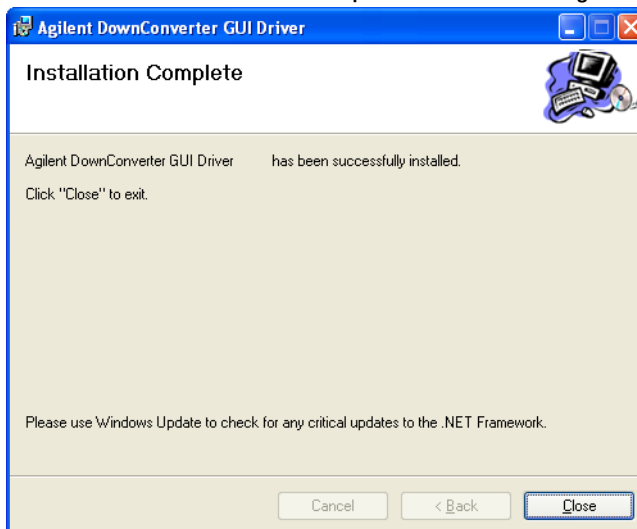 Agilent DownConverter GUI Driver
Installation Complete
Agilent DownConverter GUI Driver has been successfully installed.
Click "Close" to exit.
Please use Windows Update to check for any critical updates to the .NET Framework.
Cancel < Back Close